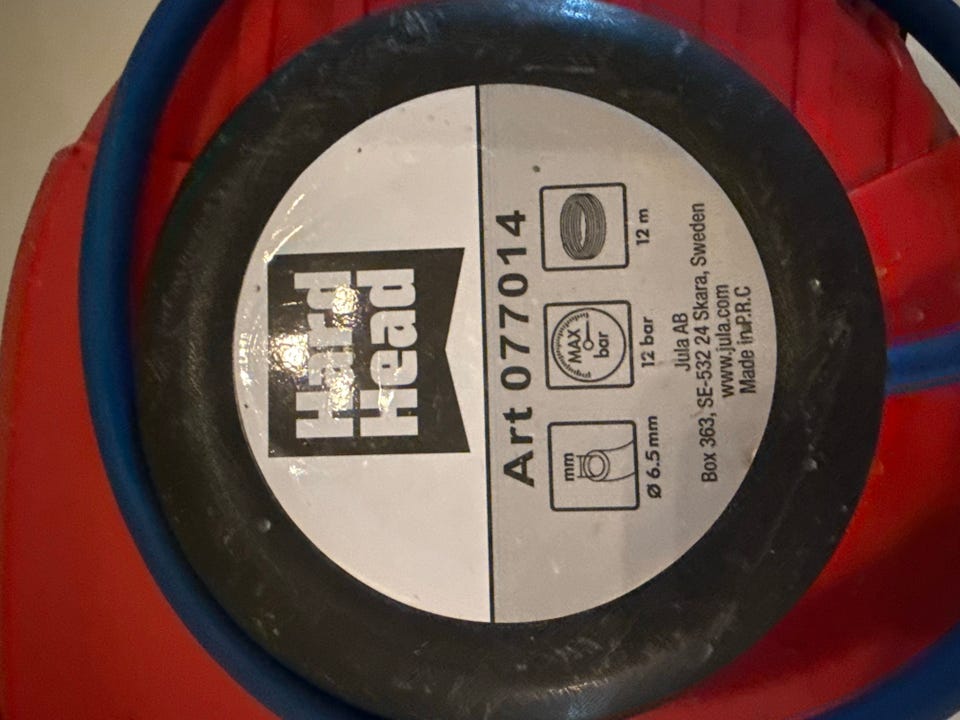 Hard
Head
Art 077014
mm
MAX
bar
Ø 6.5 mm
12 bar
12 m
Jula AB
Box 363, SE-532 24 Skara, Sweden
www.jula.com
Made in P.R.C